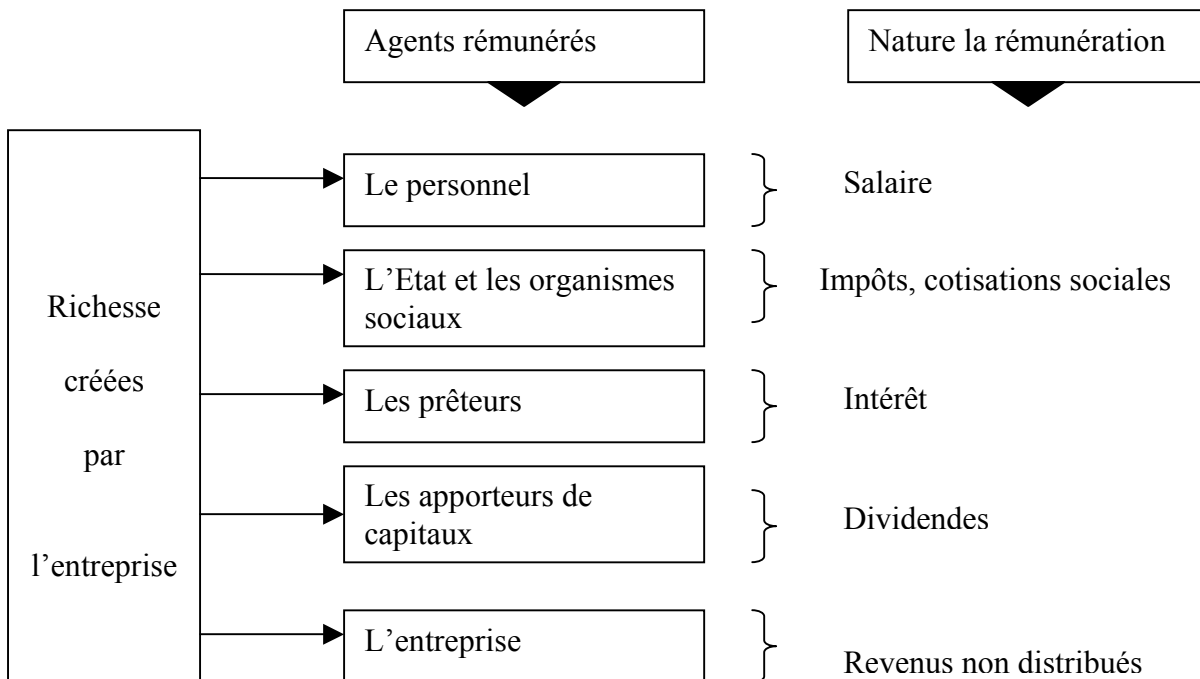 Agents rémunérés
Nature la rémunération
Richesse
créées
par
l’entreprise
Le personnel
Salaire
L’Etat et les organismes
sociaux
Impôts, cotisations sociales
Les prêteurs
Intérêt
Les apporteurs de
capitaux
Dividendes
L’entreprise
Revenus non distribués